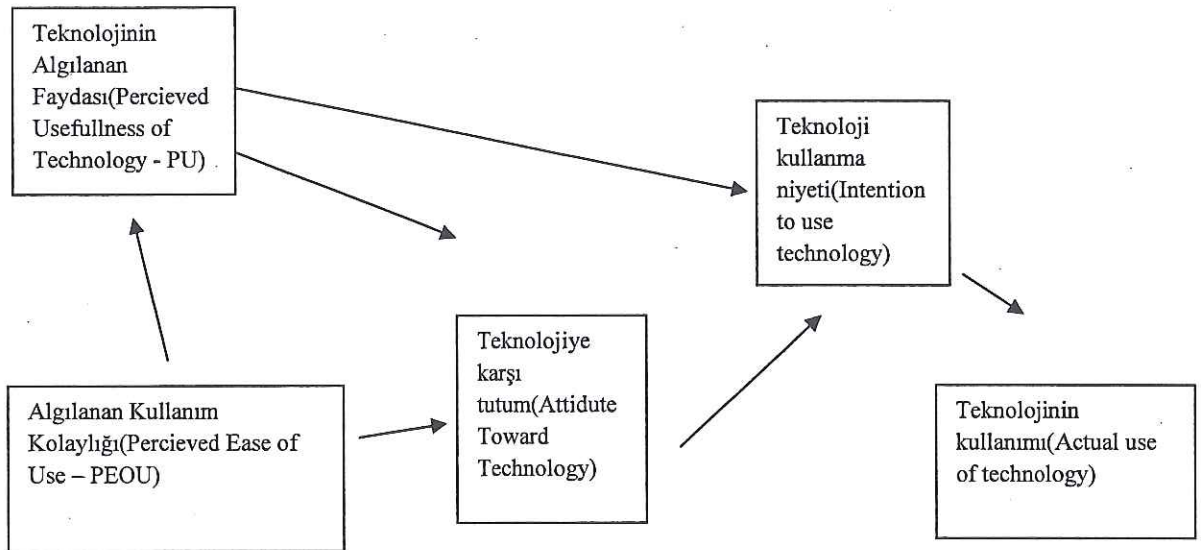 Teknolojinin
Algılanan
Faydası(Percieved
Usefullness of
Technology - PU)
Teknoloji
kullanma
niyeti(Intention
to use
technology)
Teknolojiye
karşı
tutum(Attidute
Toward
Technology)
Algılanan Kullanım
Kolaylığı(Percieved Ease of
Use – PEOU)
Teknolojinin
kullanımı(Actual use
of technology)